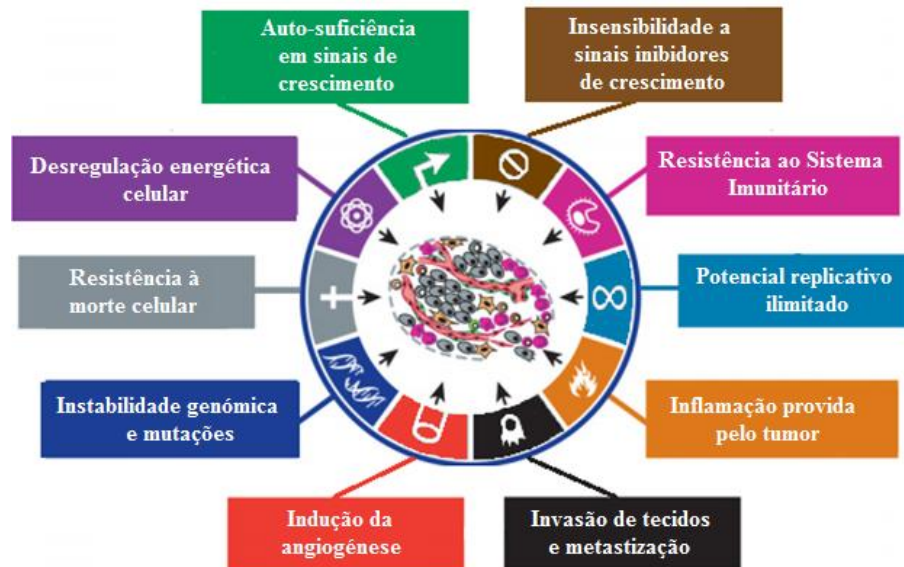 Auto-suficiência
em sinais de
crescimento
Insensibilidade a
sinais inibidores
de crescimento
Desregulação energética
celular
Resistência ao Sistema
Imunitário
Resistência à
morte celular
Potencial replicativo
ilimitado
Instabilidade genómica
e mutações
Inflamação provida
pelo tumor
Indução da
angiogénese
Invasão de tecidos
e metastização